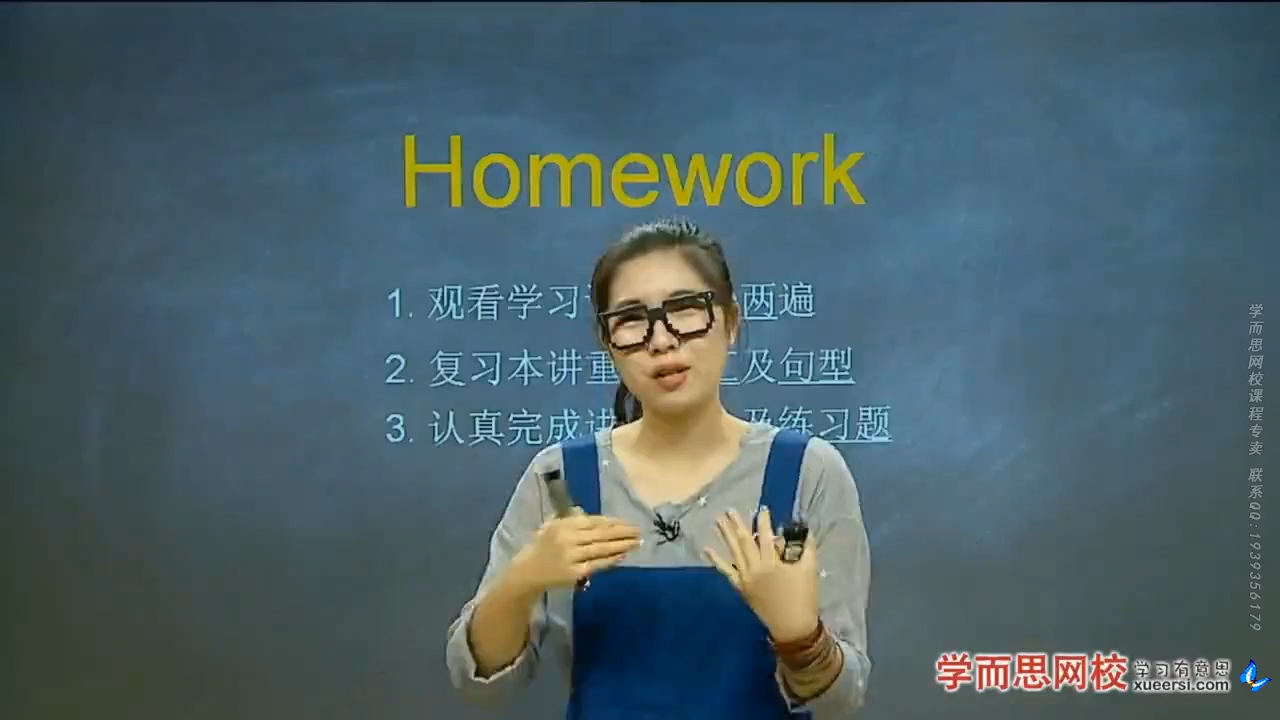 Homework
1. 观看学习 两遍
2. 复习本讲重 及句型
3. 认真完成讲 及练习题
学而思网校课程专卖 联系QQ:1939356179
学而思网校 学习有意思
xueersi.com